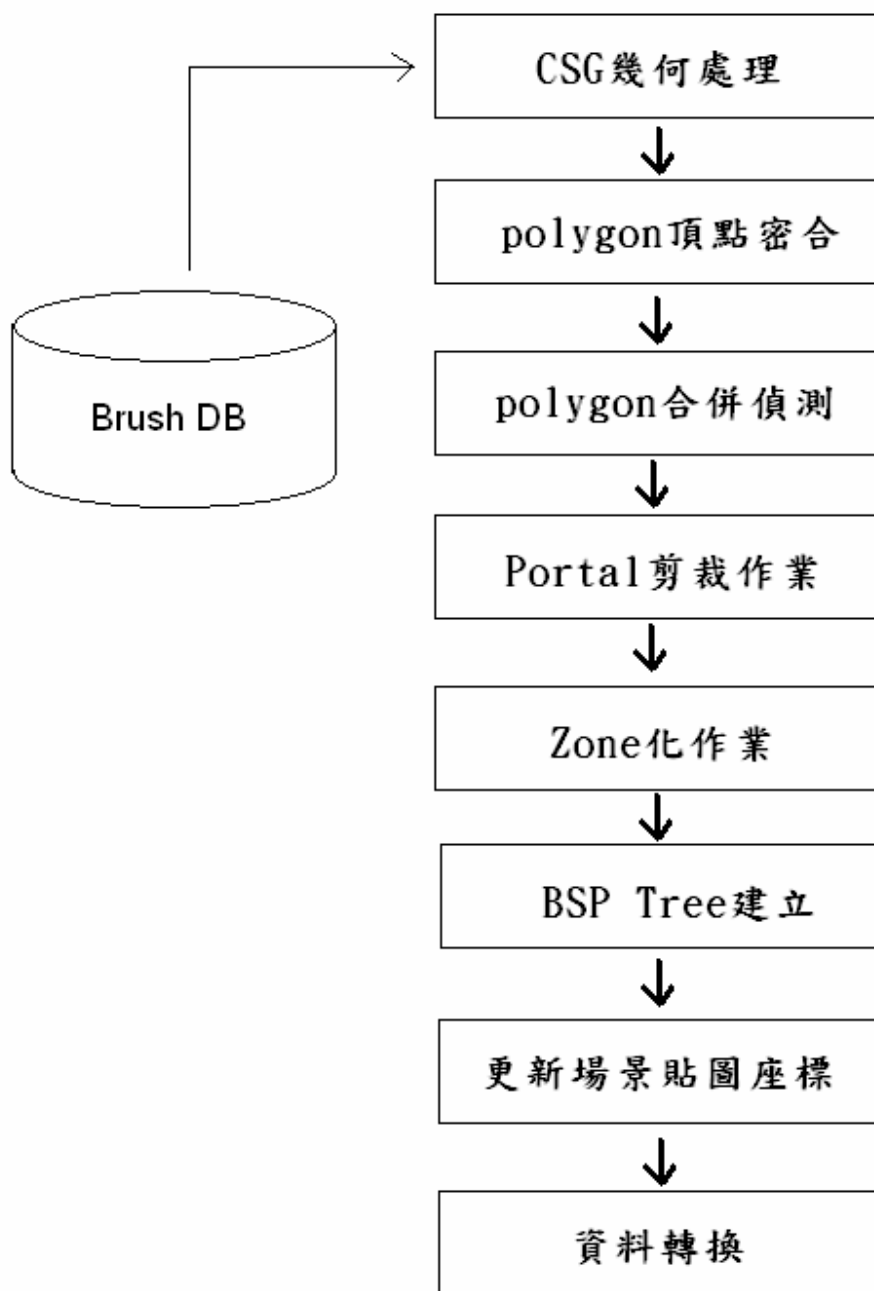 CSG幾何處理
polygon頂點密合
Brush DB
polygon合併偵測
Portal剪裁作業
Zone化作業
BSP Tree建立
更新場景貼圖座標
資料轉換